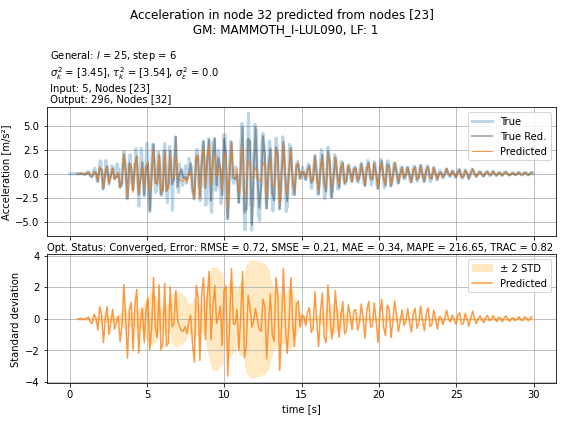 Acceleration in node 32 predicted from nodes [23]
GM: MAMMOTH_I-LUL090, LF: 1
General: l = 25, step = 6
σ²ₖ = [3.45], τ²ₖ = [3.54], σ²ε = 0.0
Input: 5, Nodes [23]
Output: 296, Nodes [32]
Acceleration [m/s²]
5.0
2.5
0.0
−2.5
−5.0
True
True Red.
Predicted
Opt. Status: Converged, Error: RMSE = 0.72, SMSE = 0.21, MAE = 0.34, MAPE = 216.65, TRAC = 0.82
Standard deviation
4
2
0
−2
−4
± 2 STD
Predicted
0
5
10
15
20
25
30
time [s]